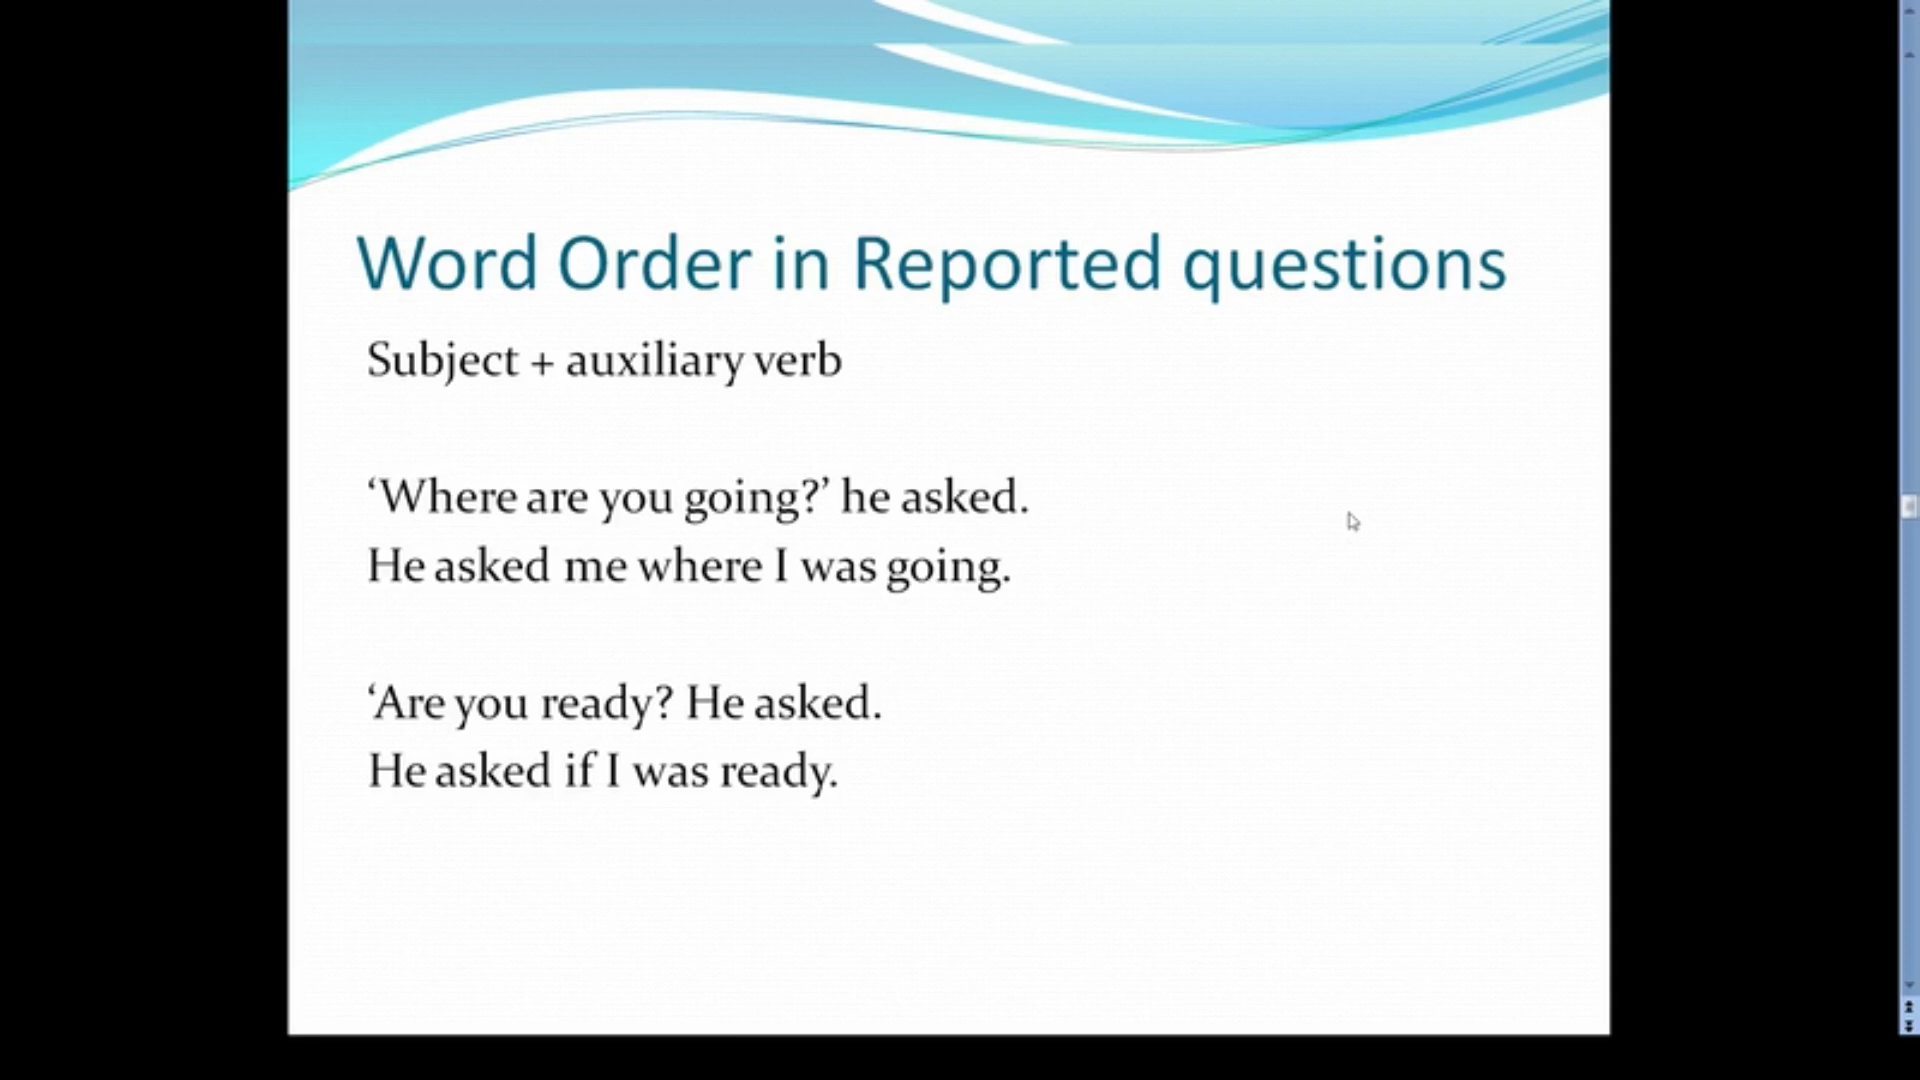 Word Order in Reported questions
Subject + auxiliary verb
‘Where are you going?’ he asked.
He asked me where I was going.
‘Are you ready? He asked.
He asked if I was ready.